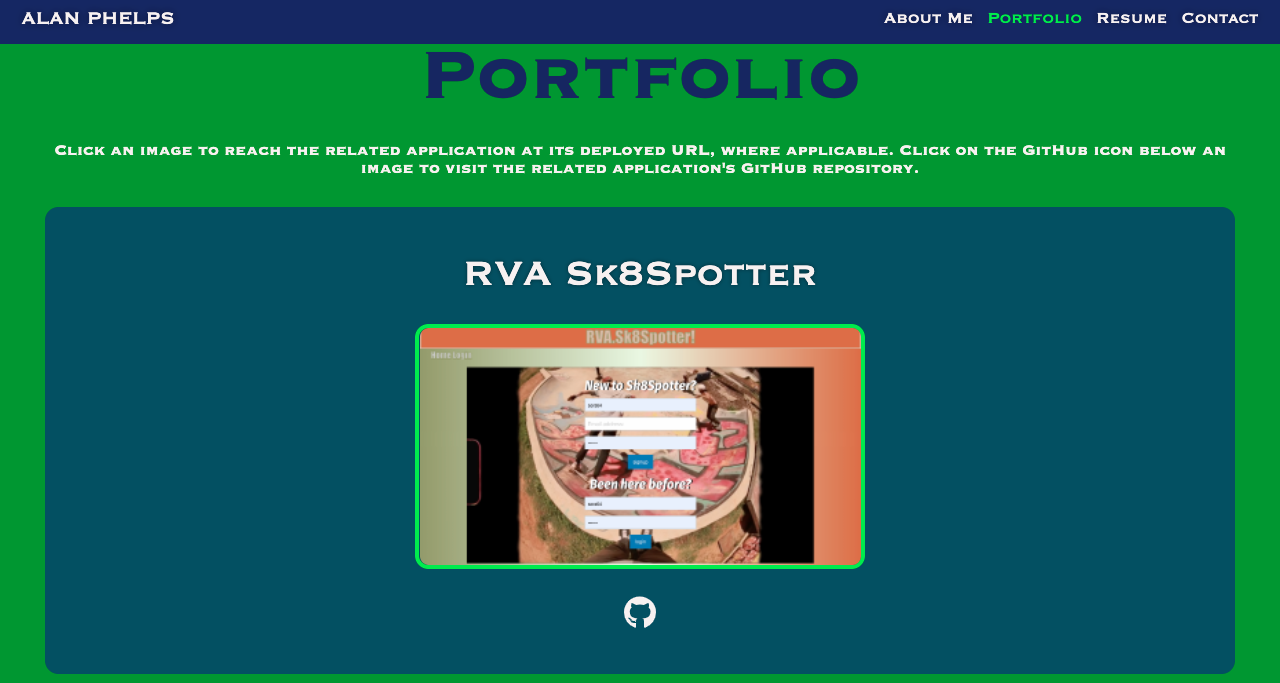 ALAN PHELPS
About Me Portfolio Resume Contact
Portfolio
Click an image to reach the related application at its deployed URL, where applicable. Click on the GitHub icon below an
image to visit the related application's GitHub repository.
RVA Sk8Spotter
RVA.Sk8Spotter!
Home Login
New to Sk8Spotter?
Been here before?
login